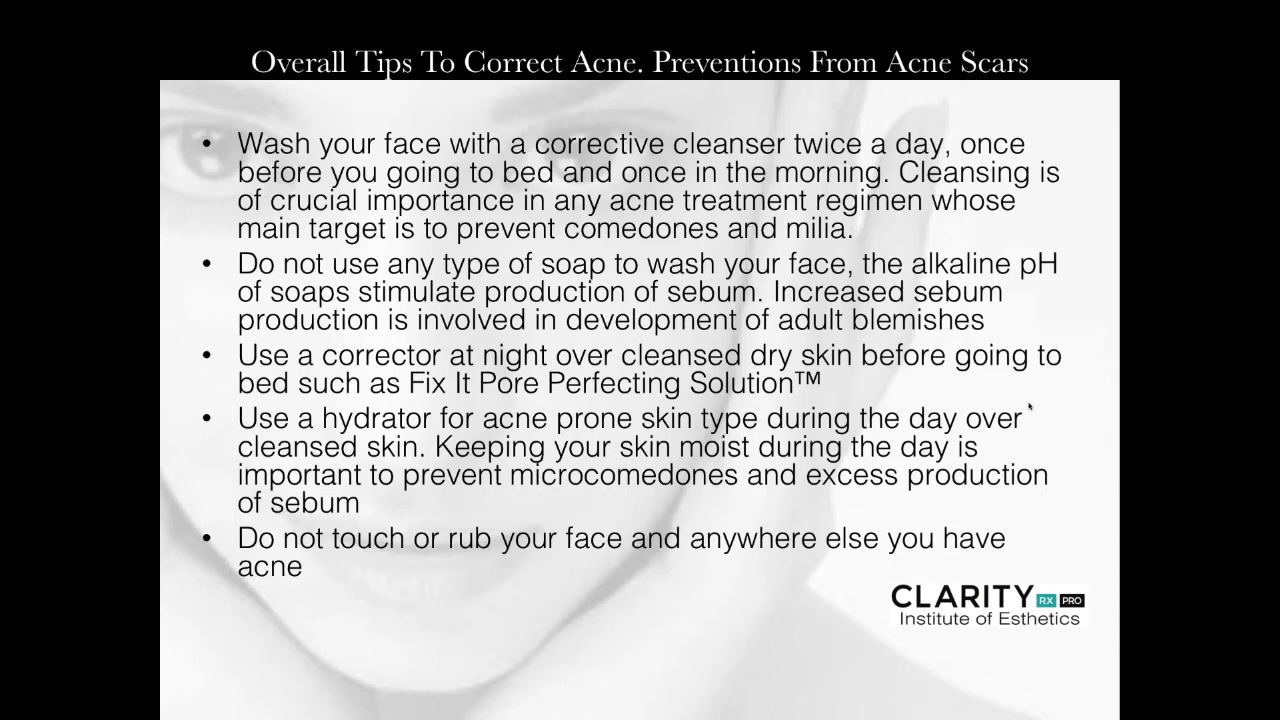 Overall Tips To Correct Acne. Preventions From Acne Scars
• Wash your face with a corrective cleanser twice a day, once
before you going to bed and once in the morning. Cleansing is
of crucial importance in any acne treatment regimen whose
main target is to prevent comedones and milia.
• Do not use any type of soap to wash your face, the alkaline pH
of soaps stimulate production of sebum. Increased sebum
production is involved in development of adult blemishes
• Use a corrector at night over cleansed dry skin before going to
bed such as Fix It Pore Perfecting Solution™
• Use a hydrator for acne prone skin type during the day over
cleansed skin. Keeping your skin moist during the day is
important to prevent microcomedones and excess production
of sebum
• Do not touch or rub your face and anywhere else you have
acne
CLARITY RX PRO
Institute of Esthetics